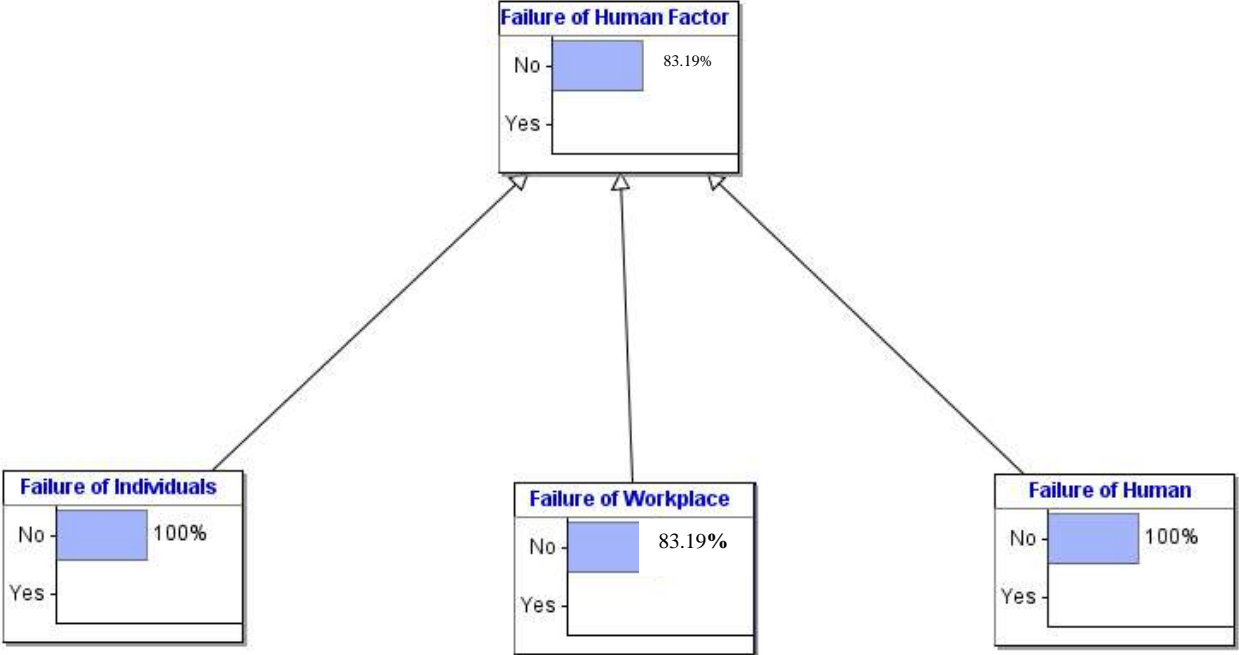 Failure of Human Factor
No
83.19%
Yes
Failure of Individuals
No
100%
Yes
Failure of Workplace
No
83.19%
Yes
Failure of Human
No
100%
Yes